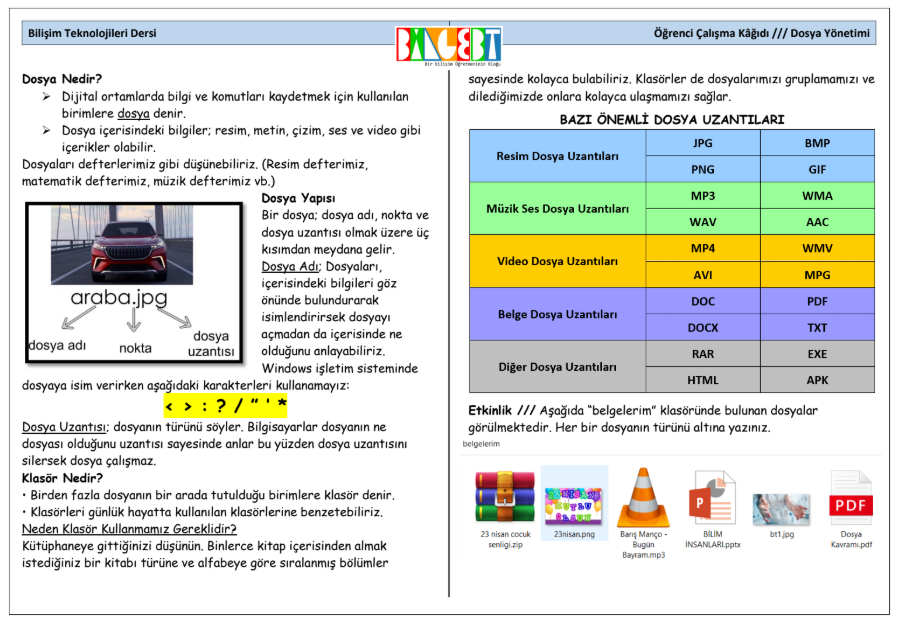 Bilişim Teknolojileri Dersi
BİLGEBT
Bir Bilişim Öğretmeninin Bloğu
Öğrenci Çalışma Kâğıdı /// Dosya Yönetimi
Dosya Nedir?
➢ Dijital ortamlarda bilgi ve komutları kaydetmek için kullanılan
birimlere dosya denir.
➢ Dosya içerisindeki bilgiler; resim, metin, çizim, ses ve video gibi
içerikler olabilir.
Dosyaları defterlerimiz gibi düşünebiliriz. (Resim defterimiz,
matematik defterimiz, müzik defterimiz vb.)
araba.jpg
dosya adı
nokta
dosya
uzantısı
Dosya Yapısı
Bir dosya; dosya adı, nokta ve
dosya uzantısı olmak üzere üç
kısımdan meydana gelir.
Dosya Adı; Dosyaları,
içerisindeki bilgileri göz
önünde bulundurarak
isimlendirirsek dosyayı
açmadan da içerisinde ne
olduğunu anlayabiliriz.
Windows işletim sisteminde
dosyaya isim verirken aşağıdaki karakterleri kullanamayız:
< > : ? / " ' *
Dosya Uzantısı; dosyanın türünü söyler. Bilgisayarlar dosyanın ne
dosyası olduğunu uzantısı sayesinde anlar bu yüzden dosya uzantısını
silersek dosya çalışmaz.
Klasör Nedir?
• Birden fazla dosyanın bir arada tutulduğu birimlere klasör denir.
• Klasörleri günlük hayatta kullanılan klasörlerine benzetebiliriz.
Neden Klasör Kullanmamız Gereklidir?
Kütüphaneye gittiğinizi düşünün. Binlerce kitap içerisinden almak
istediğiniz bir kitabı türüne ve alfabeye göre sıralanmış bölümler
sayesinde kolayca bulabiliriz. Klasörler de dosyalarımızı gruplamamızı ve
dilediğimizde onlara kolayca ulaşmamızı sağlar.
BAZI ÖNEMLİ DOSYA UZANTILARI
Resim Dosya Uzantıları
JPG BMP
PNG GIF
Müzik Ses Dosya Uzantıları
MP3 WMA
WAV AAC
Video Dosya Uzantıları
MP4 WMV
AVI MPG
Belge Dosya Uzantıları
DOC PDF
DOCX TXT
Diğer Dosya Uzantıları
RAR EXE
HTML APK
Etkinlik /// Aşağıda “belgelerim” klasöründe bulunan dosyalar
görülmektedir. Her bir dosyanın türünü altına yazınız.
belgelerim
23 NİSAN
KUTLU
OLSUN
P
PDF
23 nisan cocuk
senligi.zip
23nisan.png
Barış Manço -
Bugün
Bayram.mp3
BİLİM
İNSANLARI.pptx
bt1.jpg
Dosya
Kavramı.pdf